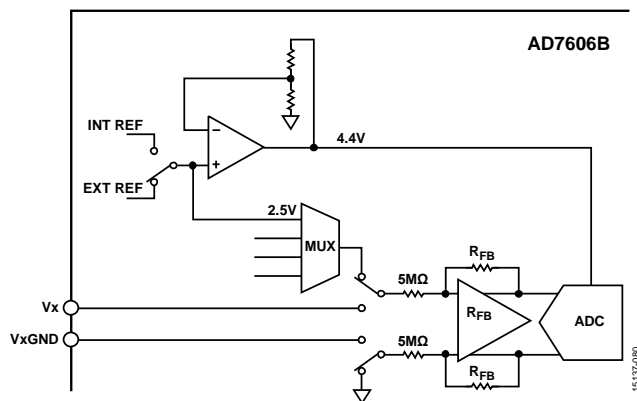 AD7606B
INT REF
EXT REF
−
+
4.4V
2.5V
MUX
Vx
VxGND
5MΩ
RFB
RFB
5MΩ
RFB
ADC
15137-080